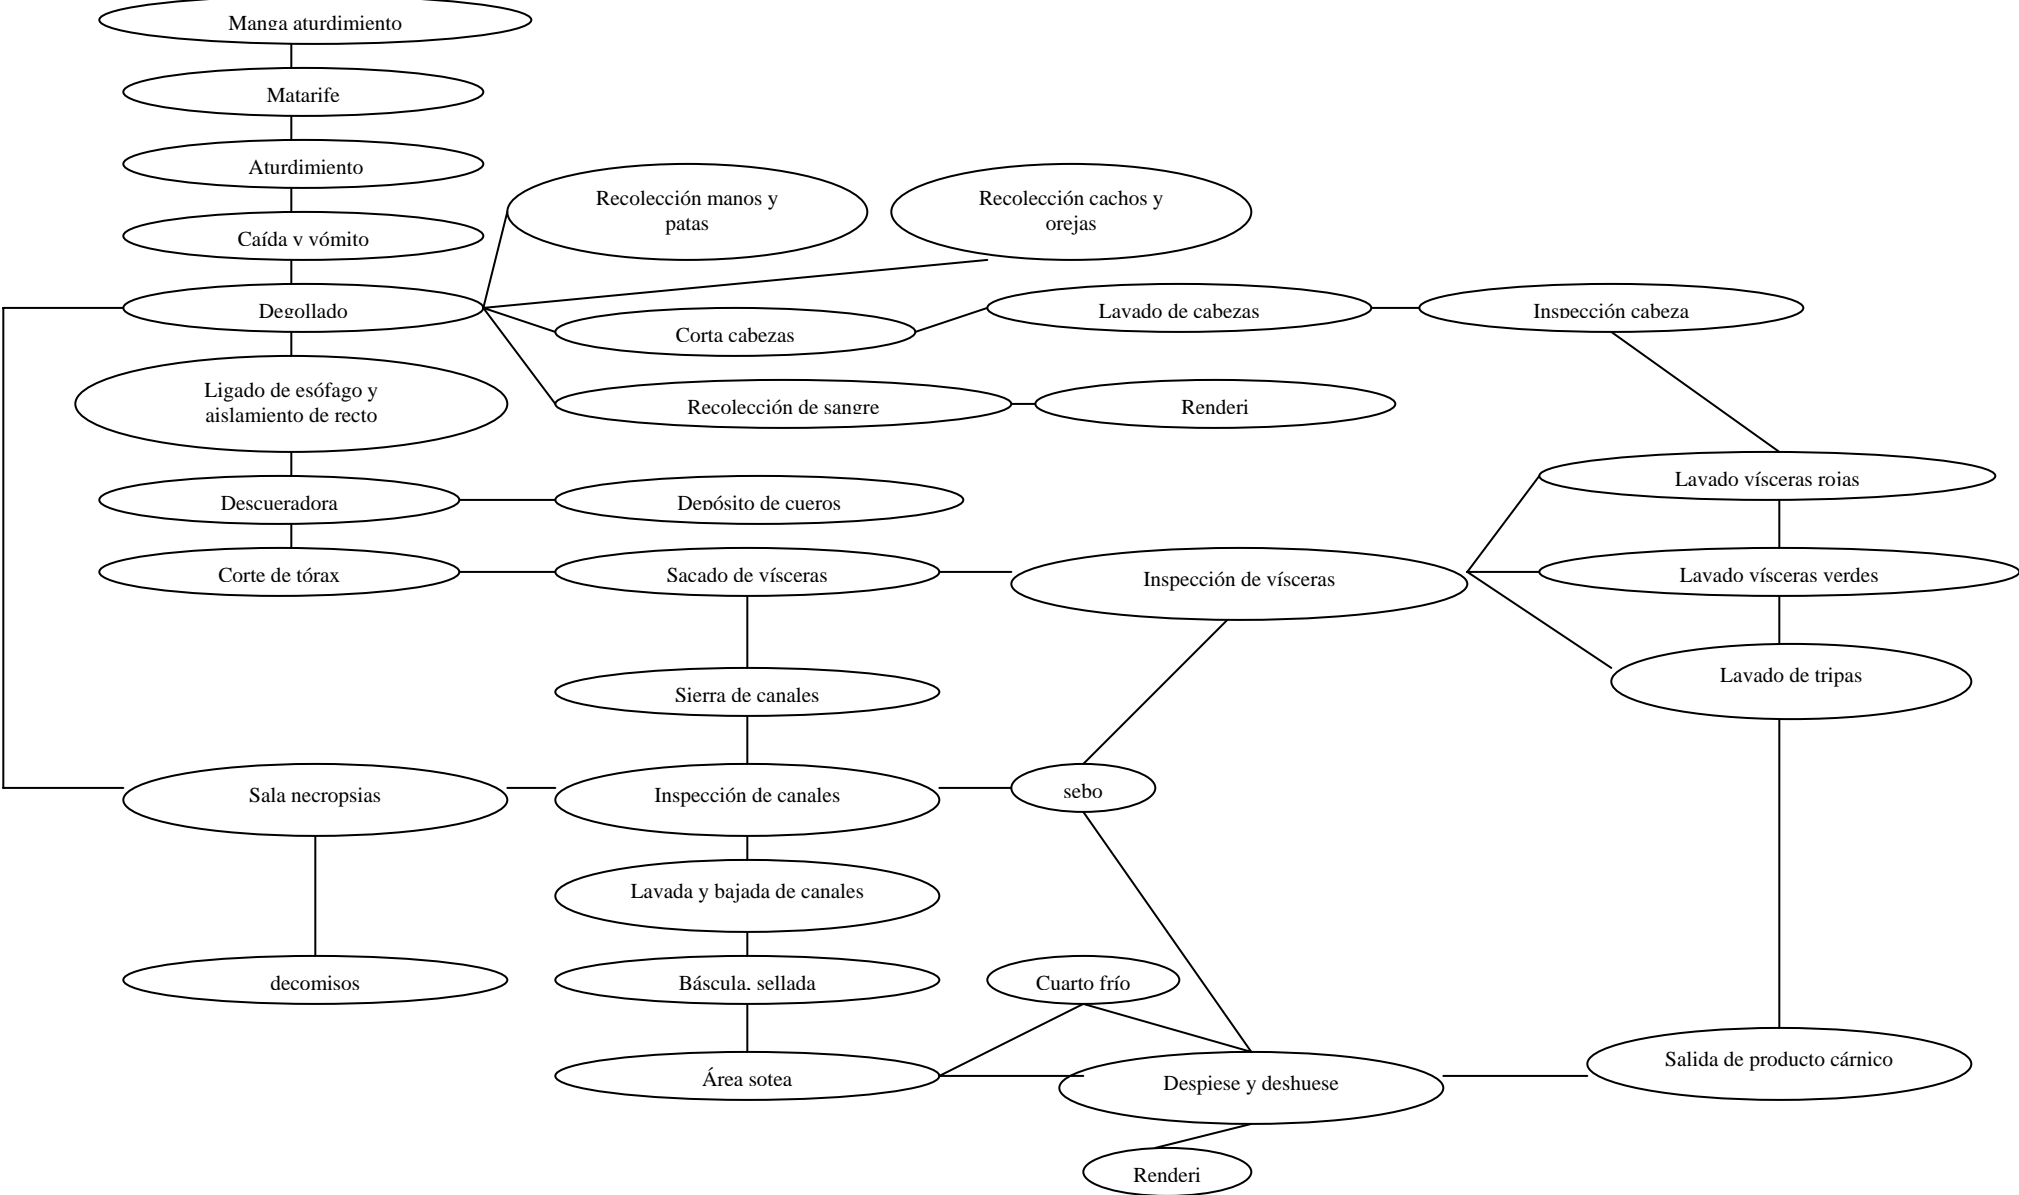 Manga aturdimiento
Matarife
Aturdimiento
Caída y vómito
Degollado
Recolección manos y
patas
Recolección cachos y
orejas
Corta cabezas
Lavado de cabezas
Inspección cabeza
Ligado de esófago y
aislamiento de recto
Recolección de sangre
Renderi
Descueradora
Depósito de cueros
Lavado vísceras rojas
Corte de tórax
Sacado de vísceras
Inspección de vísceras
Lavado vísceras verdes
Sierra de canales
Lavado de tripas
Sala necropsias
Inspección de canales
sebo
Lavada y bajada de canales
decomisos
Báscula, sellada
Cuarto frío
Área sotea
Despiese y deshuese
Salida de producto cárnico
Renderi